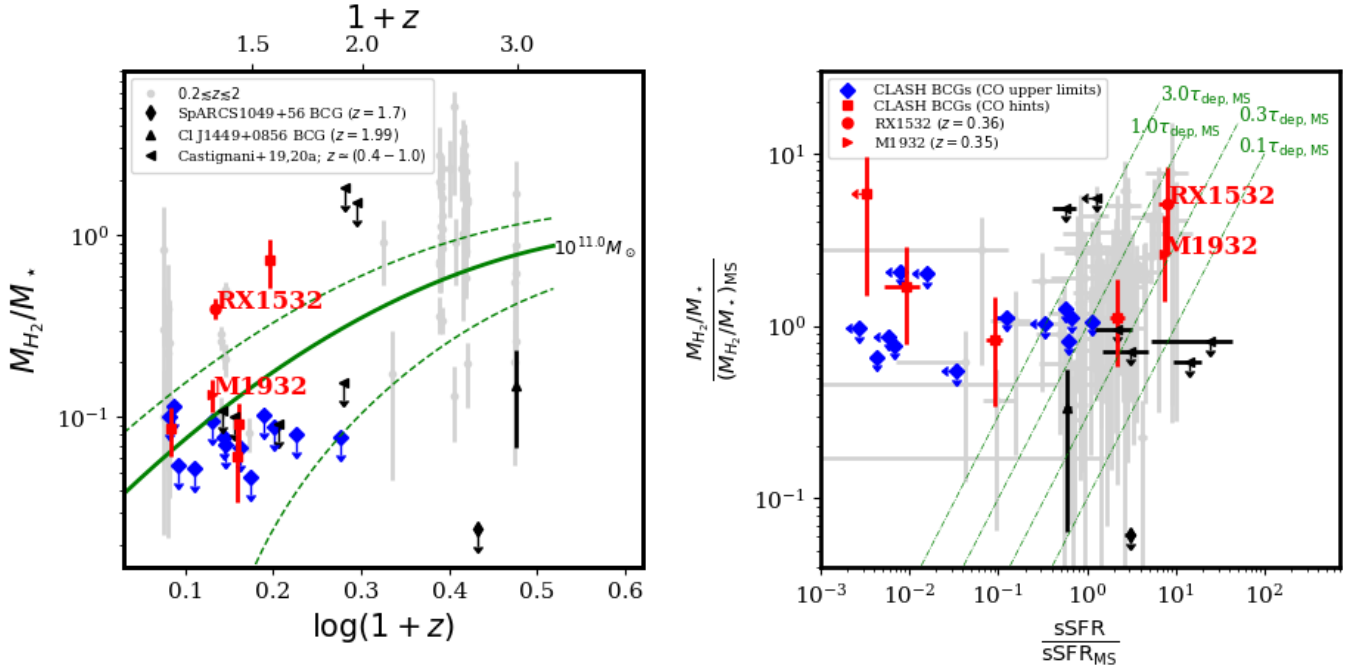 1 + z
1.5 2.0 3.0
0.2≲z≲2
SpARCS1049+56 BCG (z = 1.7)
Cl J1449+0856 BCG (z = 1.99)
Castignani+19,20a; z ≃ (0.4 − 1.0)
10^11.0 M⊙
RX1532
M1932
M_H2/M⋆
10^0
10^−1
0.1 0.2 0.3 0.4 0.5 0.6
log(1 + z)
CLASH BCGs (CO upper limits)
CLASH BCGs (CO hints)
RX1532 (z = 0.36)
M1932 (z = 0.35)
3.0τ_dep, MS
1.0τ_dep, MS
0.3τ_dep, MS
0.1τ_dep, MS
RX1532
M1932
M_H2/M⋆
(M_H2/M⋆)_MS
10^1
10^0
10^−1
10^−3 10^−2 10^−1 10^0 10^1 10^2
sSFR
sSFR_MS